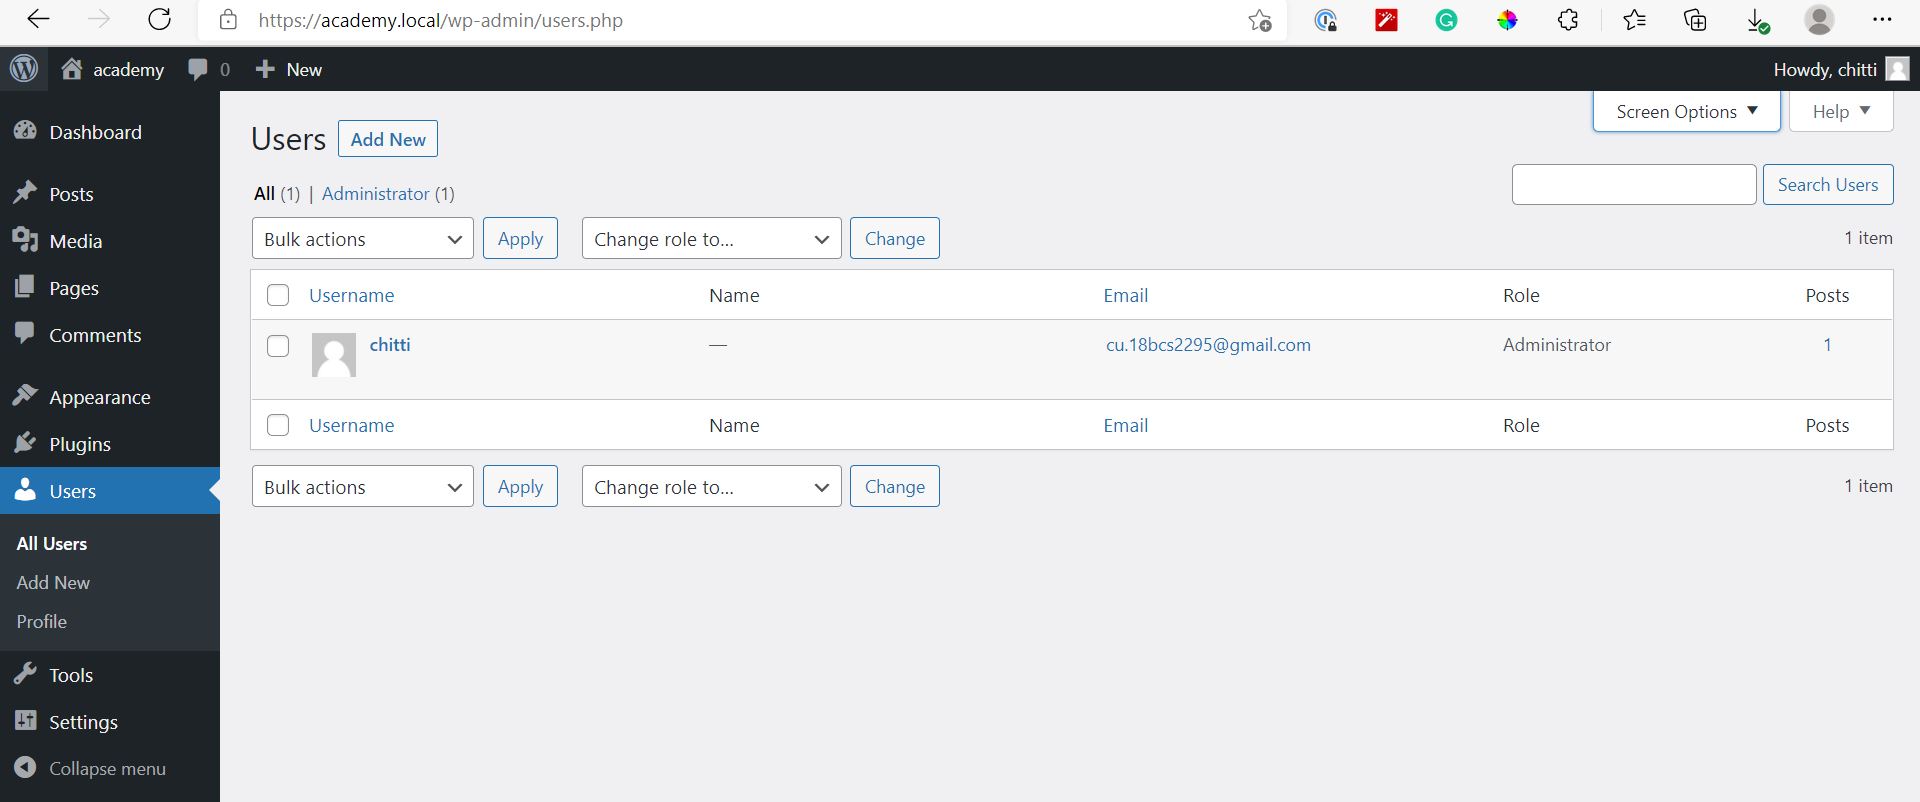 https://academy.local/wp-admin/users.php
academy 0 New Howdy, chitti
Screen Options Help
Dashboard
Posts
Media
Pages
Comments
Appearance
Plugins
Users
All Users
Add New
Profile
Tools
Settings
Collapse menu
Users Add New
All (1) | Administrator (1)
Search Users
Bulk actions Apply Change role to... Change 1 item
Username Name Email Role Posts
chitti — cu.18bcs2295@gmail.com Administrator 1
Username Name Email Role Posts
Bulk actions Apply Change role to... Change 1 item